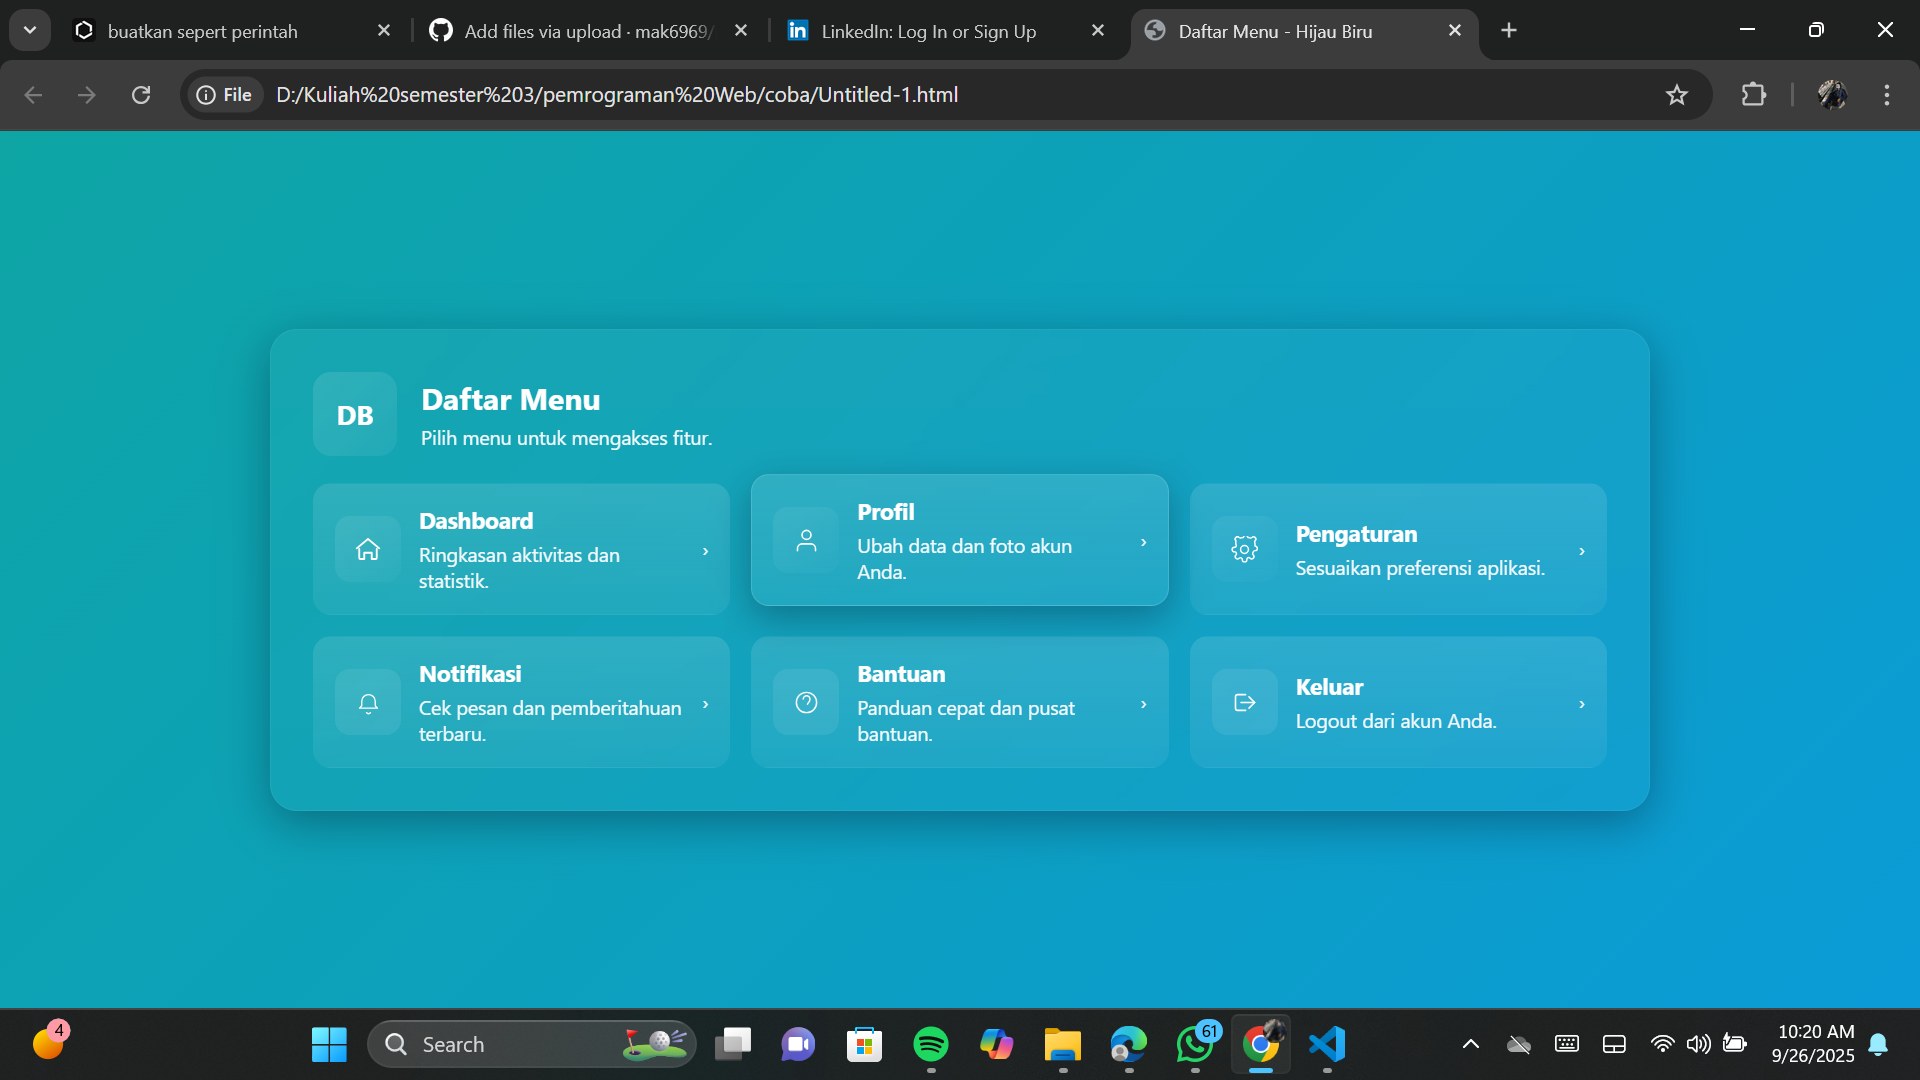 buatkan sepert perintah
Add files via upload · mak6969/
LinkedIn: Log In or Sign Up
Daftar Menu - Hijau Biru
File
D:/Kuliah%20semester%203/pemrograman%20Web/coba/Untitled-1.html
DB
Daftar Menu
Pilih menu untuk mengakses fitur.
Dashboard
Ringkasan aktivitas dan
statistik.
›
Profil
Ubah data dan foto akun
Anda.
›
Pengaturan
Sesuaikan preferensi aplikasi.
›
Notifikasi
Cek pesan dan pemberitahuan
terbaru.
›
Bantuan
Panduan cepat dan pusat
bantuan.
›
Keluar
Logout dari akun Anda.
›
4
Search
61
10:20 AM
9/26/2025